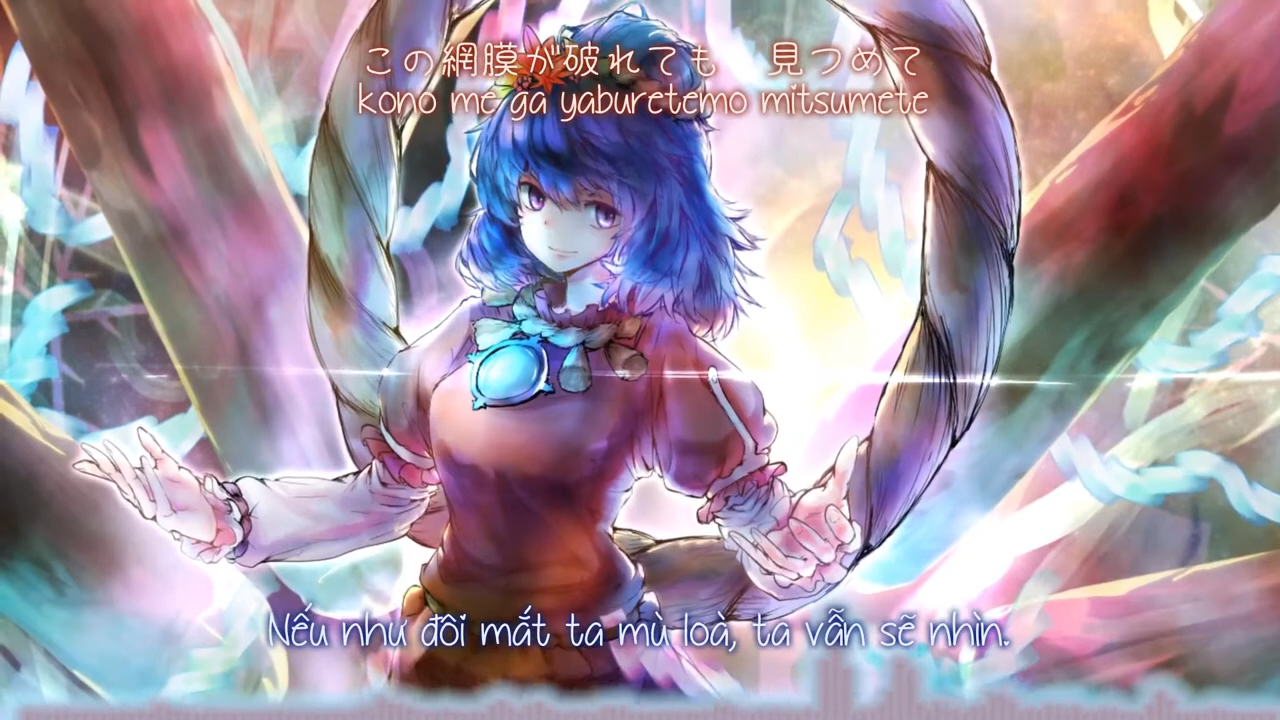 この網膜が破れても　見つめて
kono me ga yaburetemo mitsumete
Nếu như đôi mắt ta mù loà, ta vẫn sẽ nhìn.